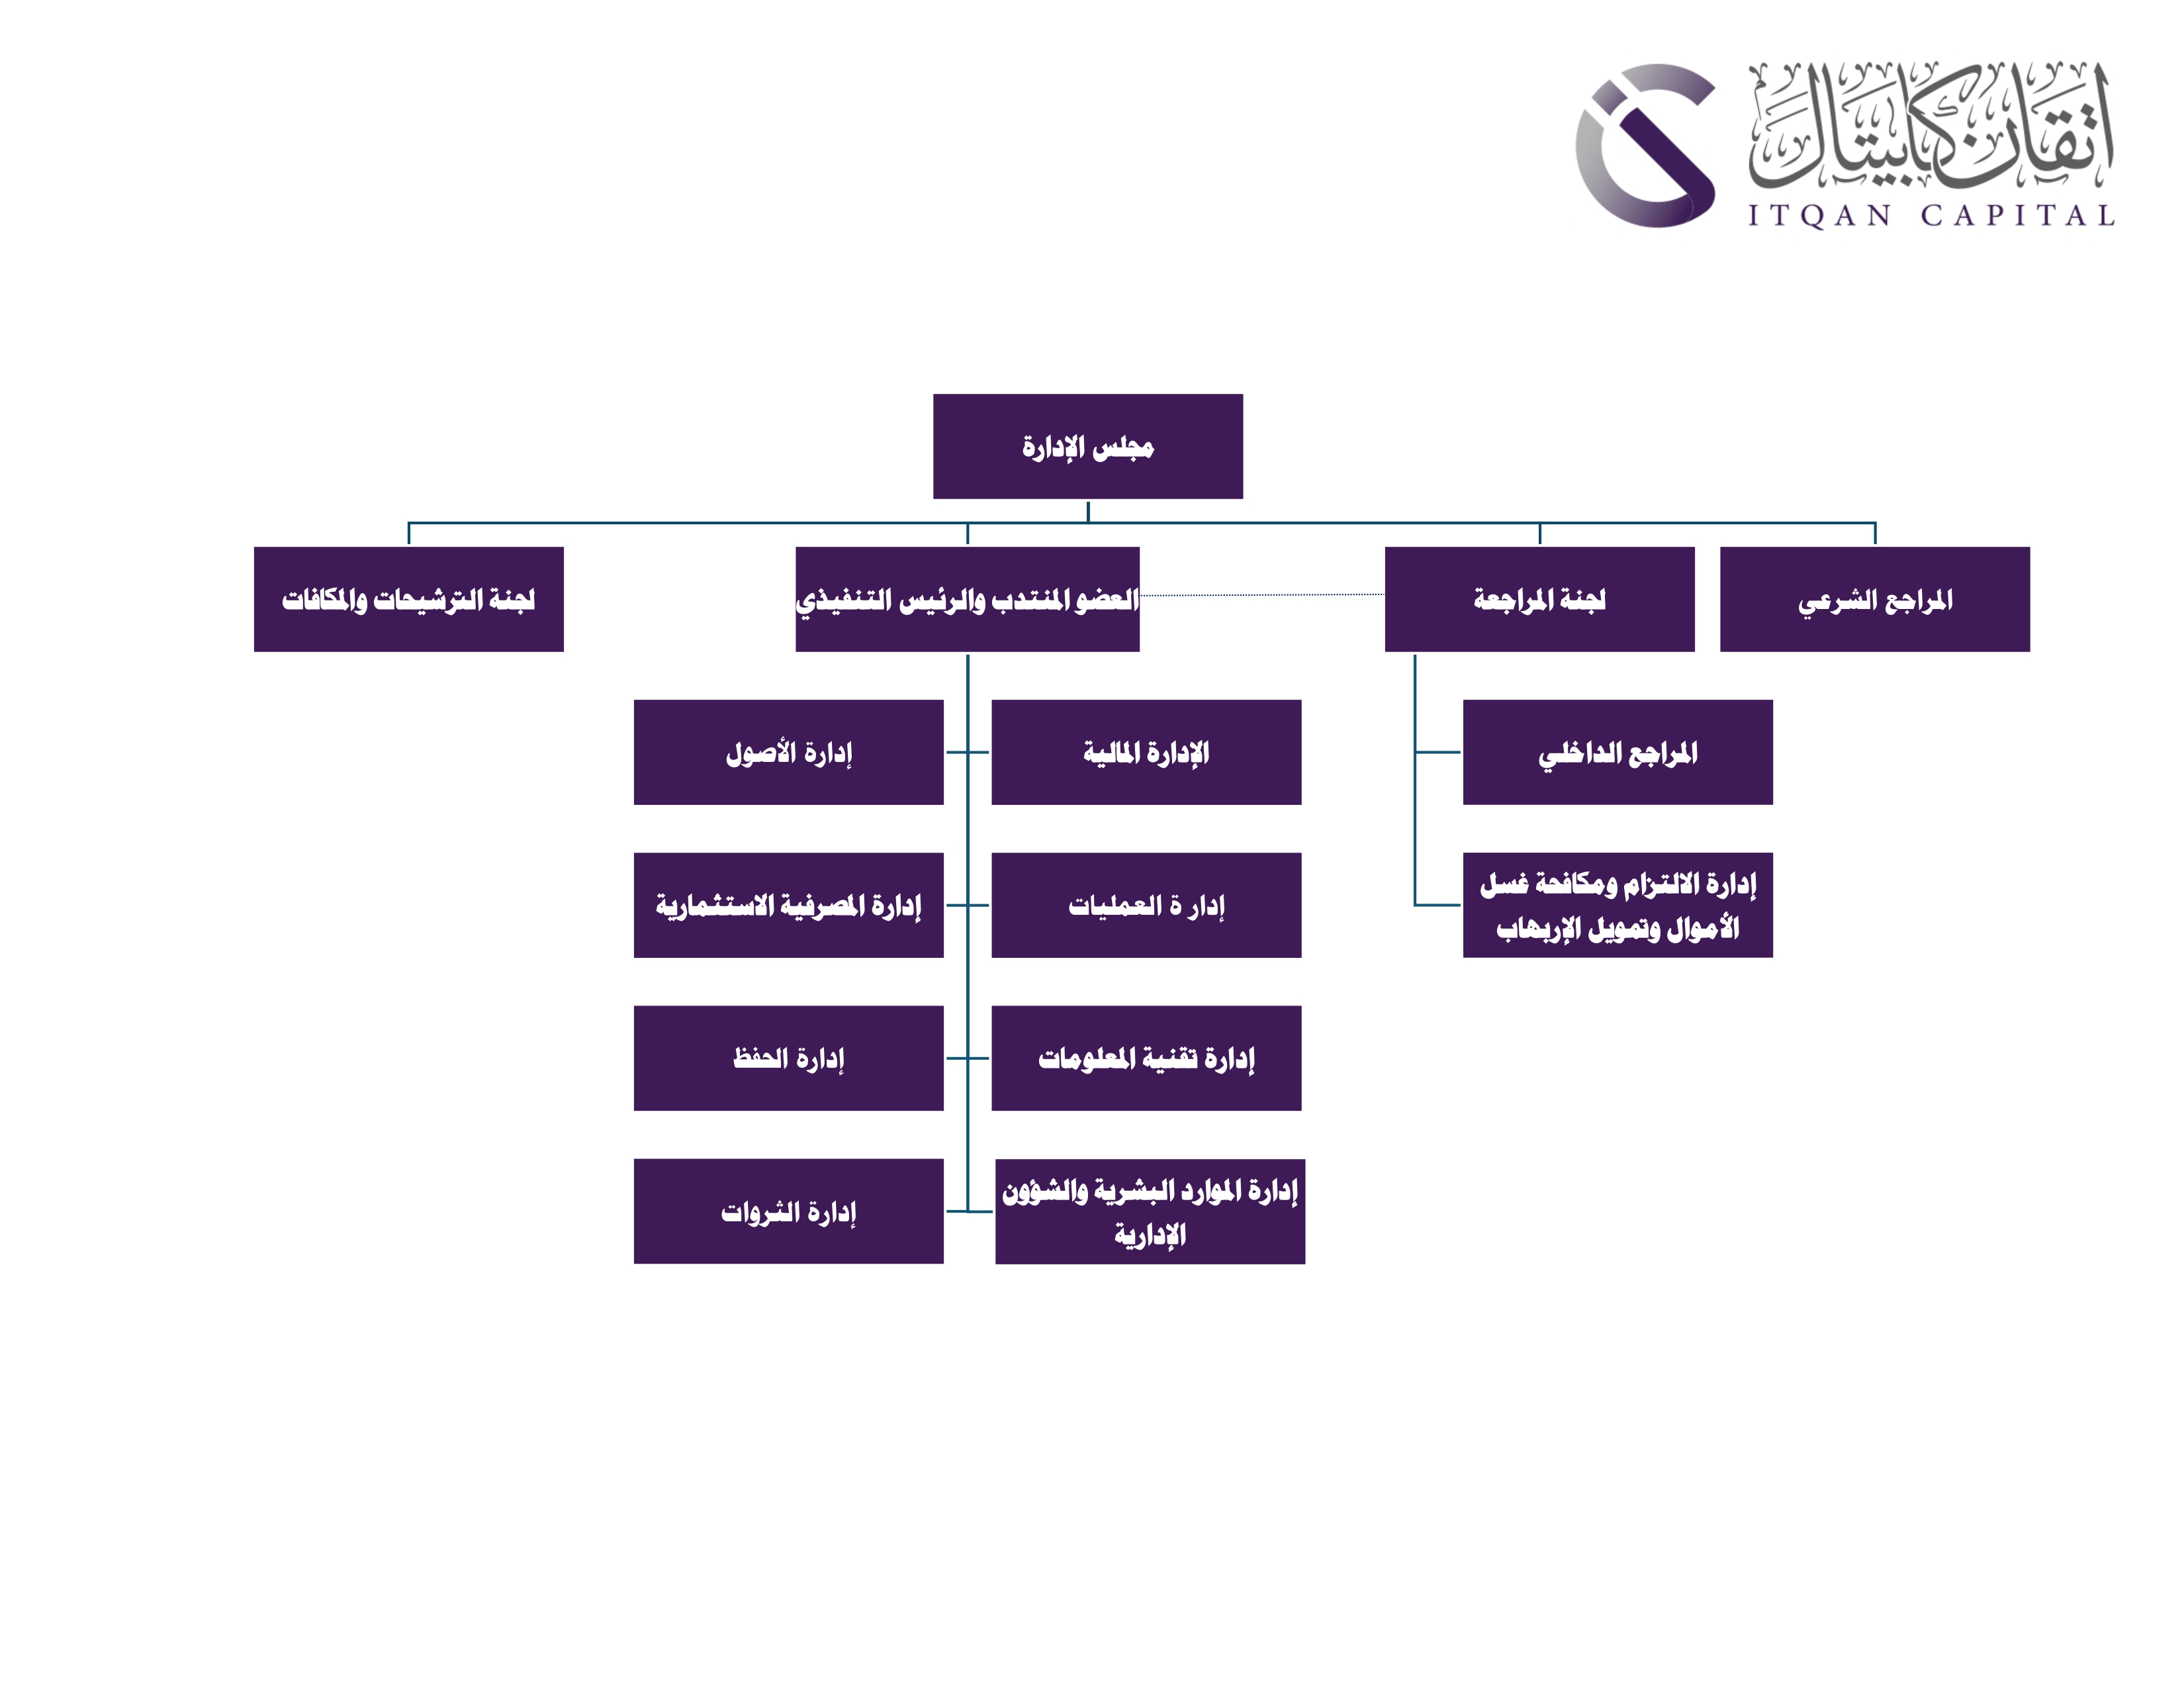 اتقان كابيتال
ITQAN CAPITAL
مجلس الإدارة
المراجع الشرعي
لجنة المراجعة
العضو المنتدب والرئيس التنفيذي
لجنة الترشيحات والمكافات
المراجع الداخلي
الإدارة المالية
إدارة الأصول
إدارة الالتزام ومكافحة غسل
الأموال وتمويل الإرهاب
إدار ة العمليات
إدارة المصرفية الاستثمارية
إدارة تقنية المعلومات
إدارة الحفظ
إدارة الموارد البشرية والشؤون
الإدارية
إدارة الثروات